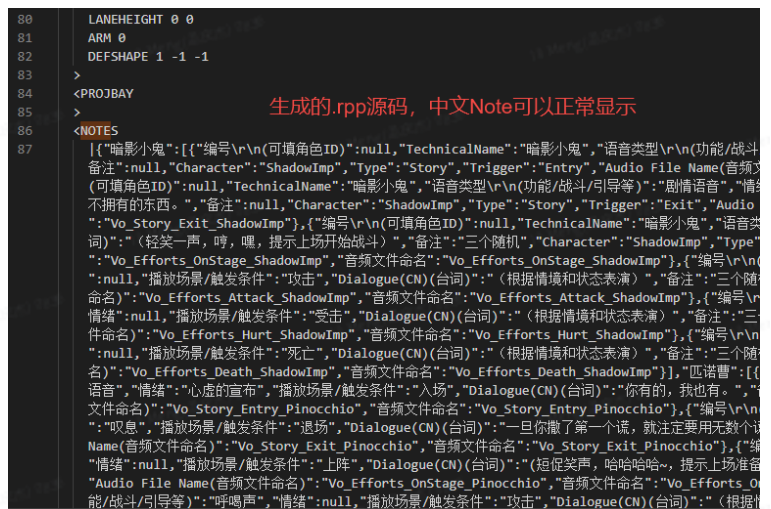 80 LANEHEIGHT 0 0
81 ARM 0
82 DEFSHAPE 1 -1 -1
83 >
84 <PROJBAY
85 >
生成的.rpp源码，中文Note可以正常显示
86 <NOTES
87 |{"暗影小鬼":[{"编号\r\n(可填角色ID)":null,"TechnicalName":"暗影小鬼","语音类型\r\n(功能/战斗
备注":null,"Character":"ShadowImp","Type":"Story","Trigger":"Entry","Audio File Name(音频文
(可填角色ID)":null,"TechnicalName":"暗影小鬼","语音类型\r\n(功能/战斗/引导等)":"剧情语音","情绪
不拥有的东西。","备注":null,"Character":"ShadowImp","Type":"Story","Trigger":"Exit","Audio
":"Vo_Story_Exit_ShadowImp"},{"编号\r\n(可填角色ID)":null,"TechnicalName":"暗影小鬼","语音类
词)":"（轻笑一声，哼，嘿，提示上场开始战斗）","备注":"三个随机","Character":"ShadowImp","Type"
":"Vo_Efforts_OnStage_ShadowImp","音频文件命名":"Vo_Efforts_OnStage_ShadowImp"},{"编号\r\n(
":null,"播放场景/触发条件":"攻击","Dialogue(CN)(台词)":"（根据情境和状态表演）","备注":"三个随机
命名)":"Vo_Efforts_Attack_ShadowImp","音频文件命名":"Vo_Efforts_Attack_ShadowImp"},{"编号\r
情绪":null,"播放场景/触发条件":"受击","Dialogue(CN)(台词)":"（根据情境和状态表演）","备注":"三
件命名)":"Vo_Efforts_Hurt_ShadowImp","音频文件命名":"Vo_Efforts_Hurt_ShadowImp"},{"编号\r\n
":null,"播放场景/触发条件":"死亡","Dialogue(CN)(台词)":"（根据情境和状态表演）","备注":"三个随机
名)":"Vo_Efforts_Death_ShadowImp","音频文件命名":"Vo_Efforts_Death_ShadowImp"}],"匹诺曹":[{
语音","情绪":"心虚的宣布","播放场景/触发条件":"入场","Dialogue(CN)(台词)":"你有的，我也有。","备
文件命名)":"Vo_Story_Entry_Pinocchio","音频文件命名":"Vo_Story_Entry_Pinocchio"},{"编号\r\n(
":"叹息","播放场景/触发条件":"退场","Dialogue(CN)(台词)":"一旦你撒了第一个谎，就注定要用无数个谎
Name(音频文件命名)":"Vo_Story_Exit_Pinocchio","音频文件命名":"Vo_Story_Exit_Pinocchio"},{"编
"情绪":null,"播放场景/触发条件":"上阵","Dialogue(CN)(台词)":"（短促笑声，哈哈哈哈~，提示上场准备
"Audio File Name(音频文件命名)":"Vo_Efforts_OnStage_Pinocchio","音频文件命名":"Vo_Efforts_On
能/战斗/引导等)":"呼喝声","情绪":null,"播放场景/触发条件":"攻击","Dialogue(CN)(台词)":"（根据情